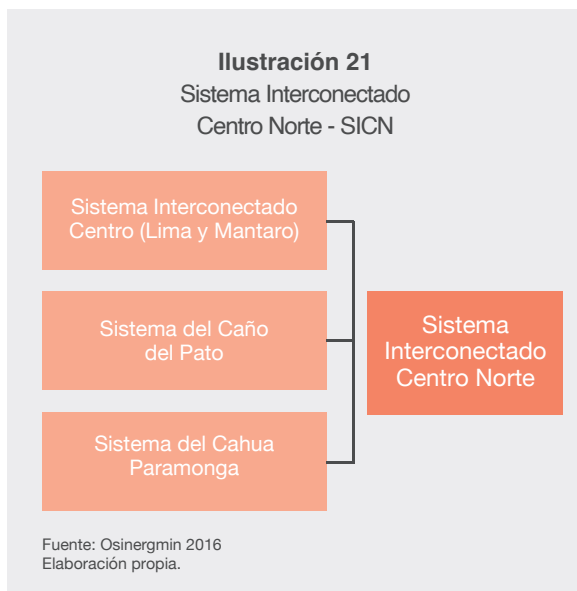 Ilustración 21
Sistema Interconectado
Centro Norte - SICN
Sistema Interconectado
Centro (Lima y Mantaro)
Sistema del Caño
del Pato
Sistema del Cahua
Paramonga
Sistema
Interconectado
Centro Norte
Fuente: Osinergmin 2016
Elaboración propia.